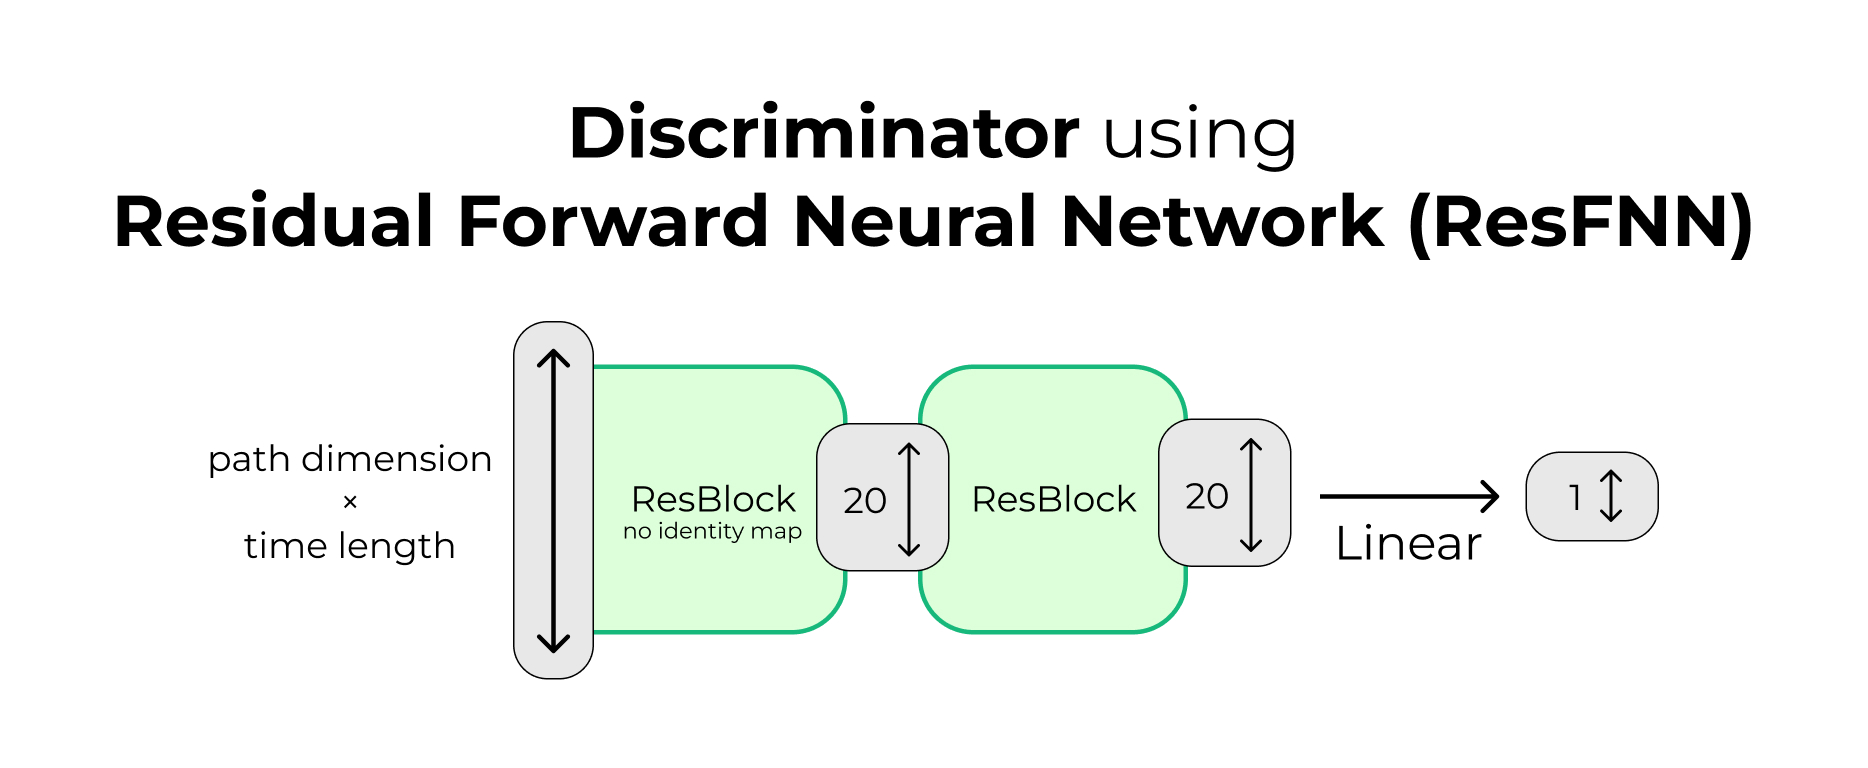 Discriminator using
Residual Forward Neural Network (ResFNN)
path dimension
×
time length
ResBlock
no identity map
20
ResBlock
20
Linear
1